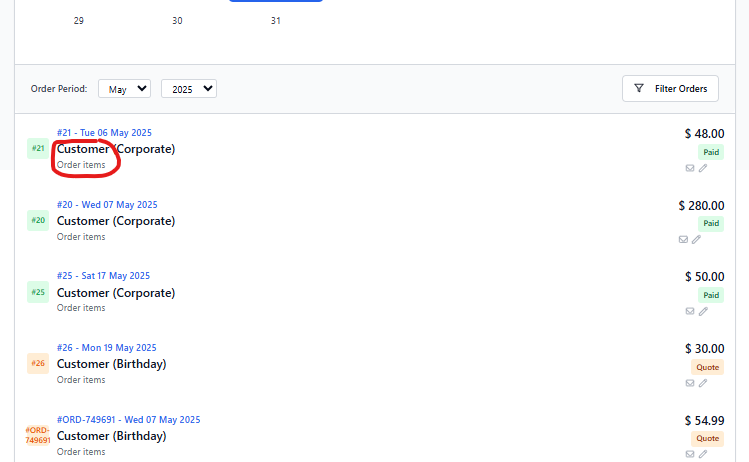 29 30 31
Order Period: May 2025 Filter Orders
#21 - Tue 06 May 2025 $ 48.00
#21 Customer (Corporate) Paid
Order items
#20 - Wed 07 May 2025 $ 280.00
#20 Customer (Corporate) Paid
Order items
#25 - Sat 17 May 2025 $ 50.00
#25 Customer (Corporate) Paid
Order items
#26 - Mon 19 May 2025 $ 30.00
#26 Customer (Birthday) Quote
Order items
#ORD-749691 - Wed 07 May 2025 $ 54.99
#ORD-
749691 Customer (Birthday) Quote
Order items